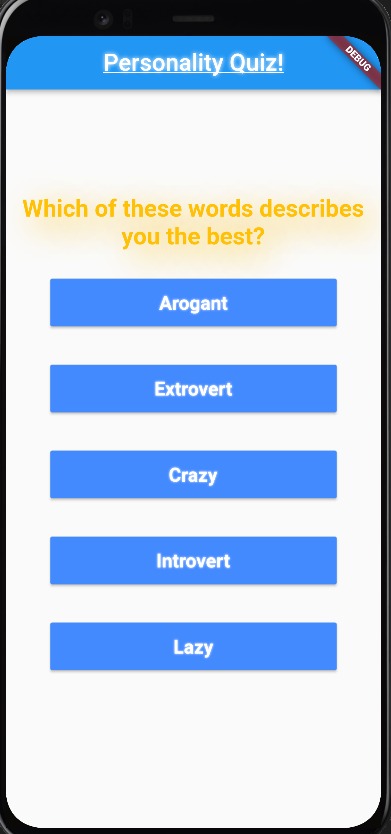 Personality Quiz!
DEBUG
Which of these words describes
you the best?
Arogant
Extrovert
Crazy
Introvert
Lazy